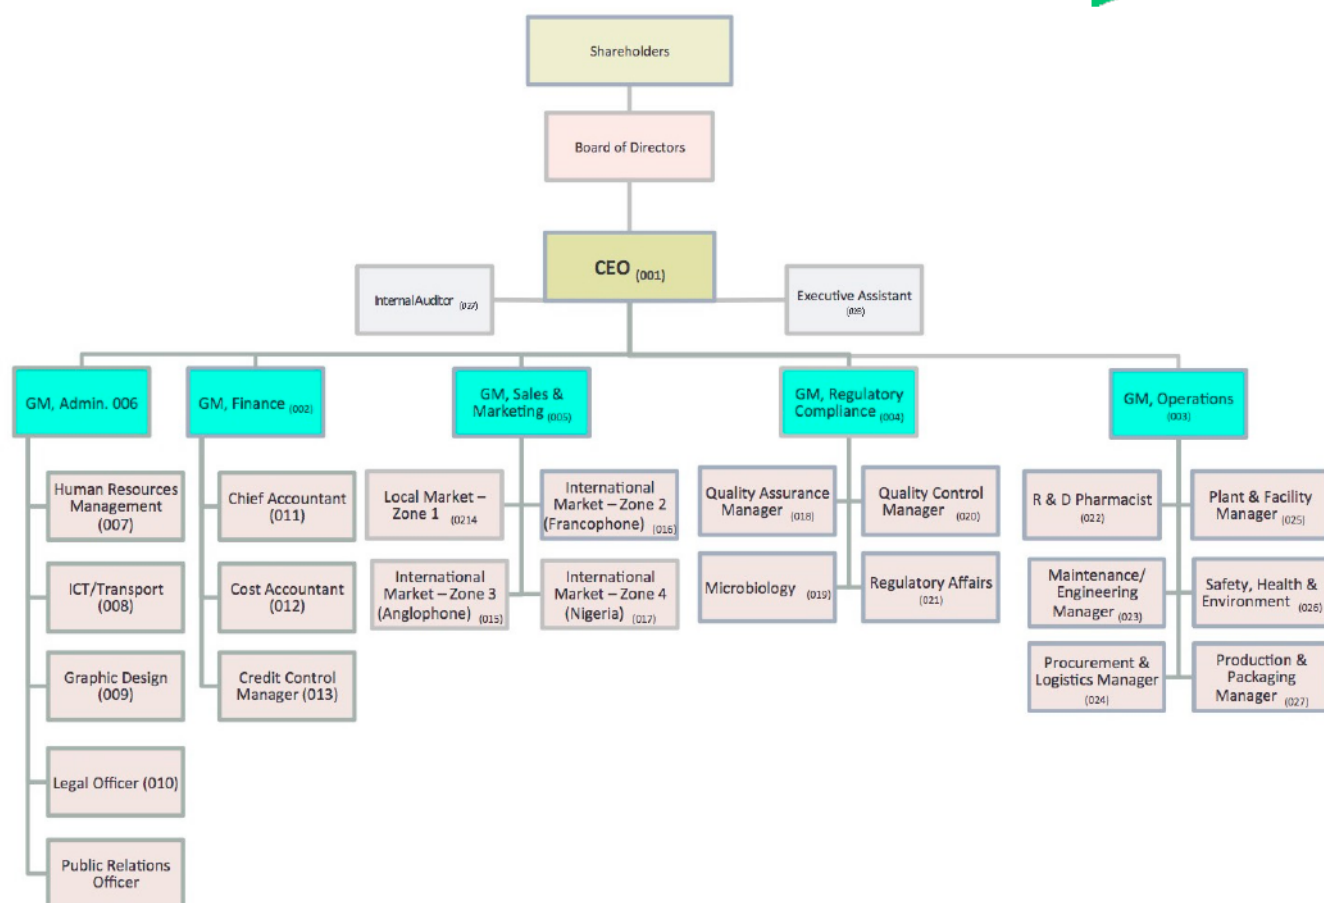 Shareholders
Board of Directors
CEO (001)
Internal Auditor (027)
Executive Assistant
(028)
GM, Admin. 006
GM, Finance (002)
GM, Sales &
Marketing (005)
GM, Regulatory
Compliance (004)
GM, Operations
(003)
Human Resources
Management
(007)
ICT/Transport
(008)
Graphic Design
(009)
Legal Officer (010)
Public Relations
Officer
Chief Accountant
(011)
Cost Accountant
(012)
Credit Control
Manager (013)
Local Market –
Zone 1 (0214
International
Market – Zone 2
(Francophone) (016)
International
Market – Zone 3
(Anglophone) (015)
International
Market – Zone 4
(Nigeria) (017)
Quality Assurance
Manager (018)
Quality Control
Manager (020)
Microbiology (019)
Regulatory Affairs
(021)
R & D Pharmacist
(022)
Plant & Facility
Manager (025)
Maintenance/
Engineering
Manager (023)
Safety, Health &
Environment (026)
Procurement &
Logistics Manager
(024)
Production &
Packaging
Manager (027)